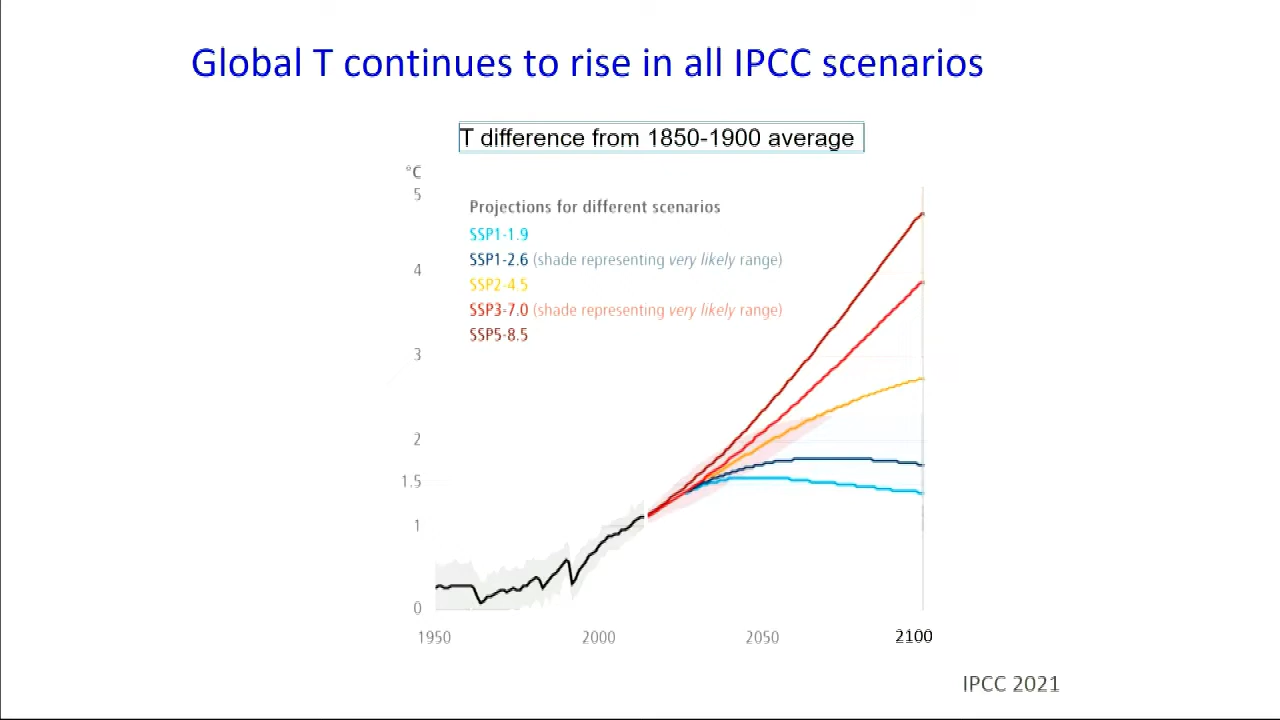 Global T continues to rise in all IPCC scenarios
T difference from 1850-1900 average
°C
5
Projections for different scenarios
SSP1-1.9
SSP1-2.6 (shade representing very likely range)
4
SSP2-4.5
SSP3-7.0 (shade representing very likely range)
SSP5-8.5
3
2
1.5
1
0
1950 2000 2050 2100
IPCC 2021